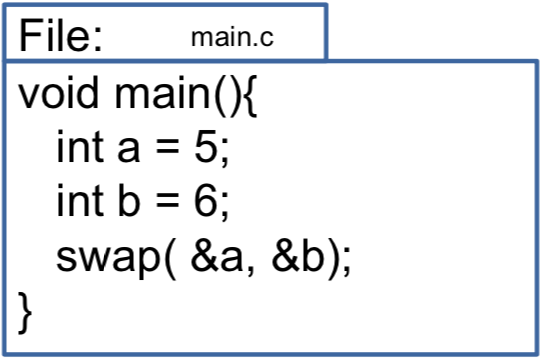 File: main.c
void main(){
int a = 5;
int b = 6;
swap( &a, &b);
}